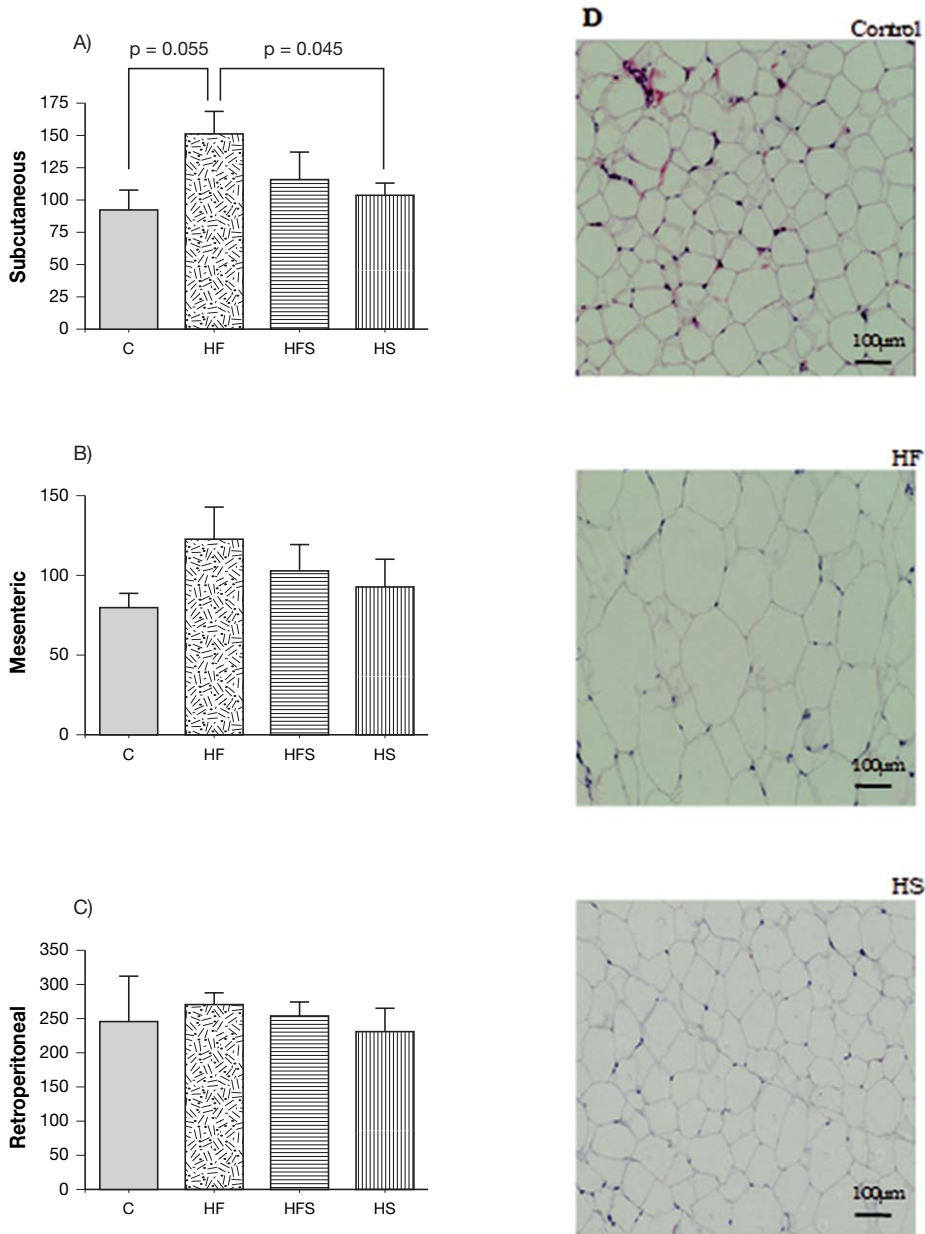 A)
p = 0.055
p = 0.045
Subcutaneous
175
150
125
100
75
50
25
0
C HF HFS HS
B)
Mesenteric
150
100
50
0
C HF HFS HS
C)
Retroperitoneal
350
300
250
200
150
100
50
0
C HF HFS HS
D
Control
100µm
HF
100µm
HS
100µm